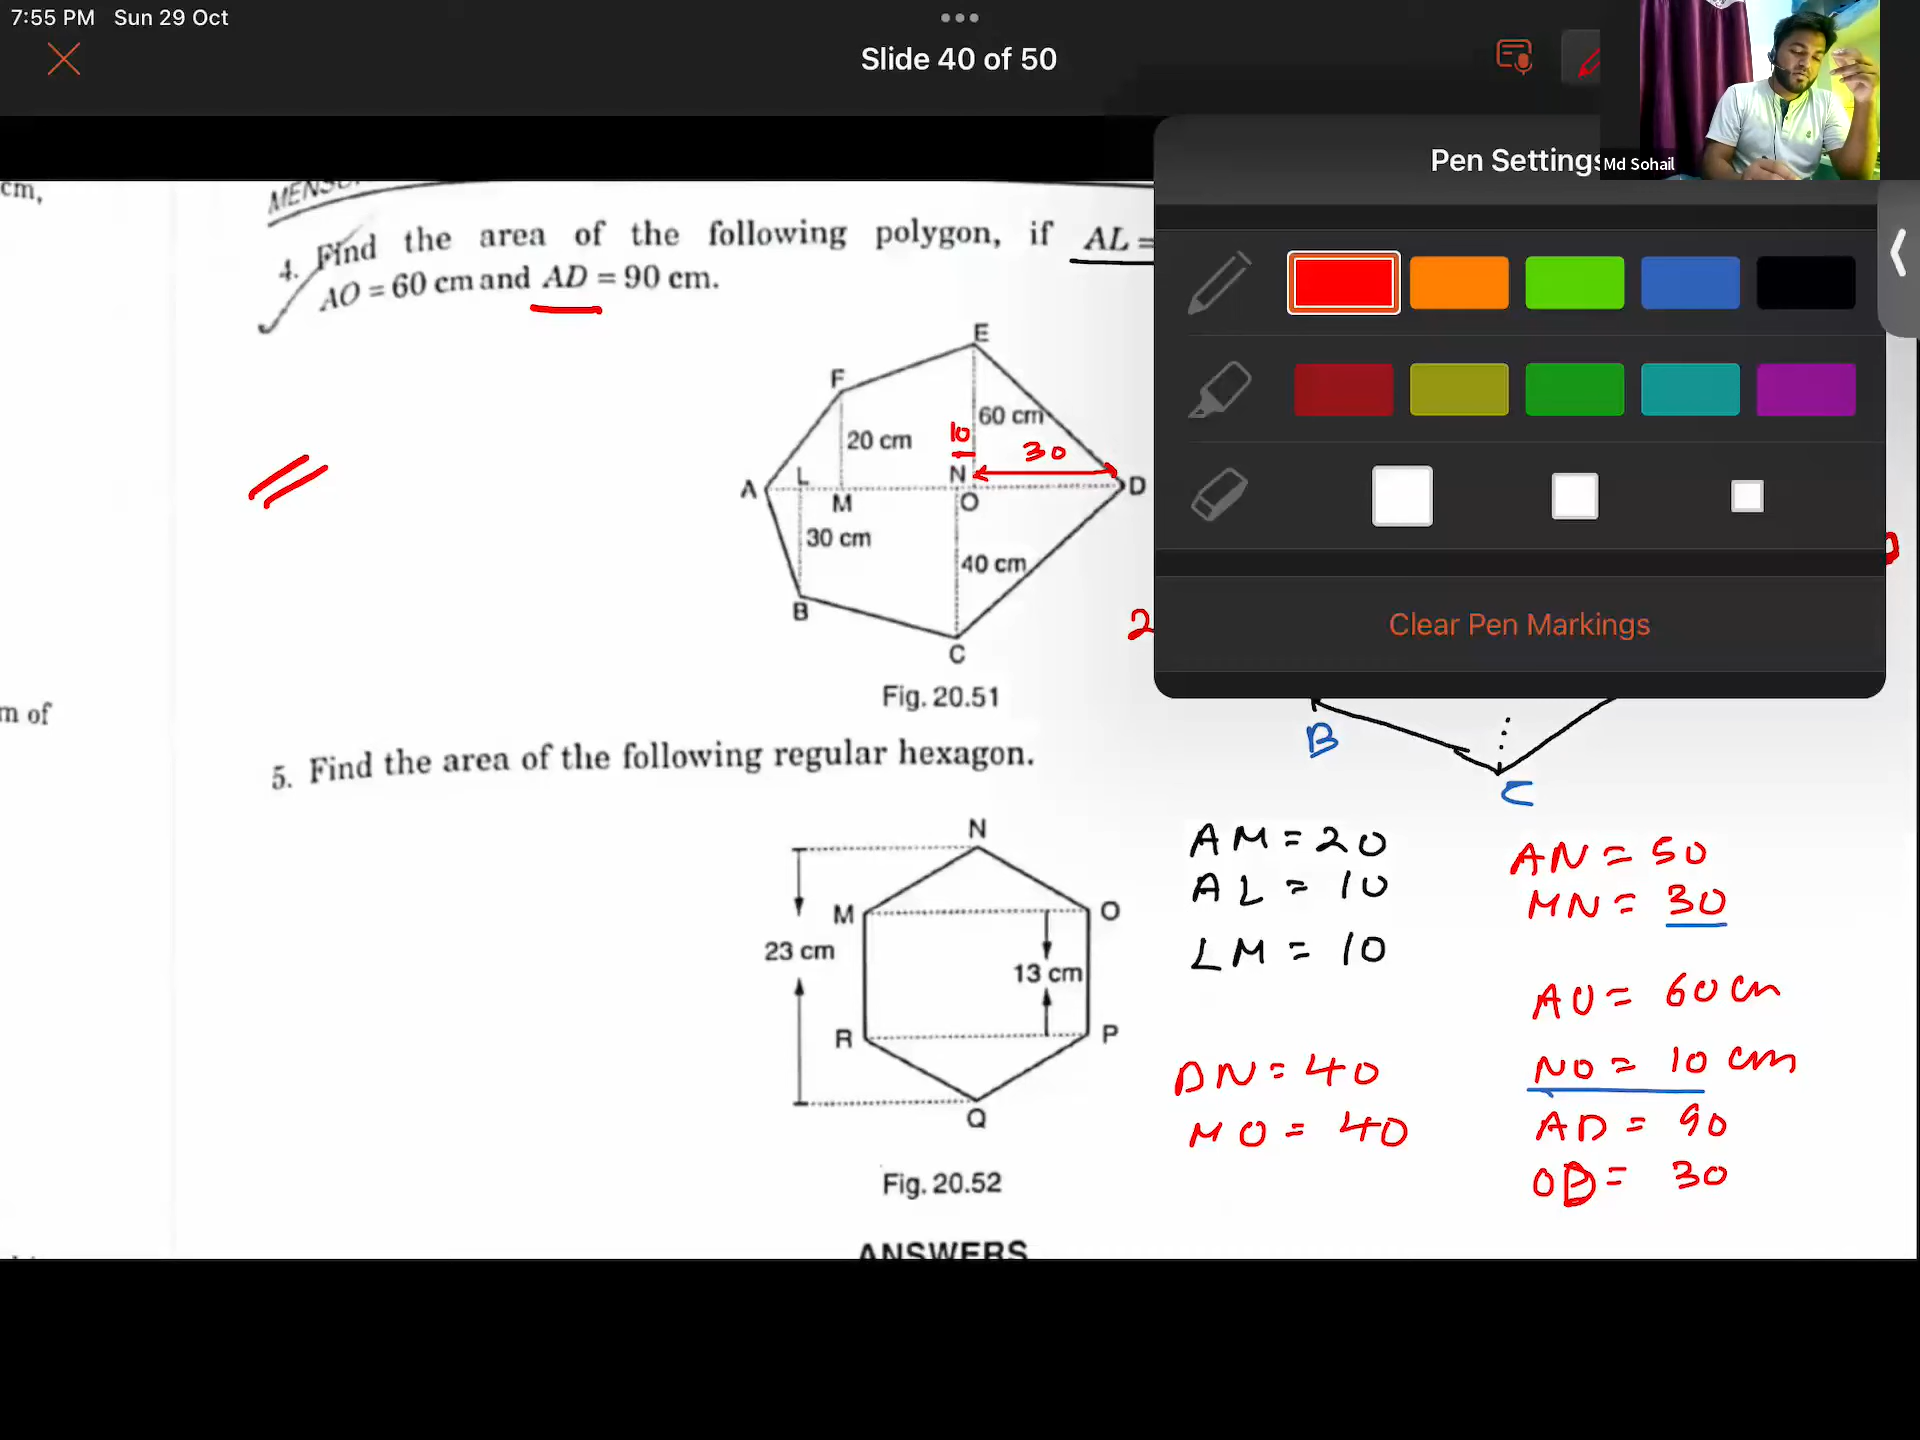 7:55 PM Sun 29 Oct
Slide 40 of 50
Pen Settings
Md Sohail
cm,
4. Find the area of the following polygon, if AL =
AO = 60 cm and AD = 90 cm.
E
F
60 cm
20 cm
10
30
A
L
N
D
M
O
30 cm
40 cm
B
C
Fig. 20.51
2
Clear Pen Markings
B
C
m of
5. Find the area of the following regular hexagon.
N
M
O
23 cm
13 cm
R
P
Q
Fig. 20.52
ANSWERS
AM = 20
AL = 10
LM = 10
DN = 40
MO = 40
AN = 50
MN = 30
AO = 60 cm
NO = 10 cm
AD = 90
OD = 30